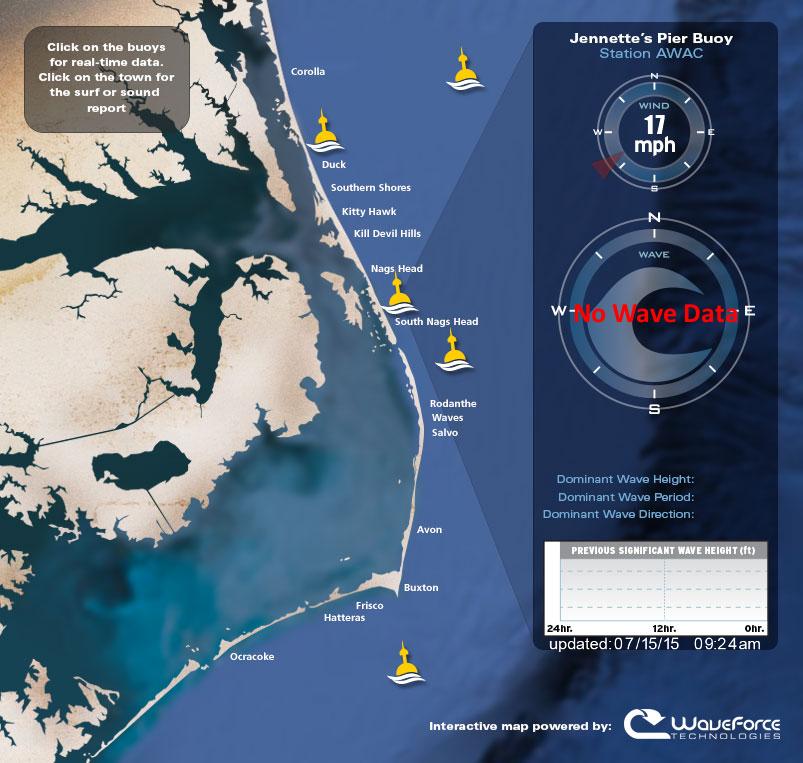 Click on the buoys
for real-time data.
Click on the town for
the surf or sound
report
Corolla
Duck
Southern Shores
Kitty Hawk
Kill Devil Hills
Nags Head
South Nags Head
Rodanthe
Waves
Salvo
Avon
Buxton
Frisco
Hatteras
Ocracoke
Jennette's Pier Buoy
Station AWAC
N
WIND
17
mph
W
E
S
N
WAVE
W
No Wave Data
E
S
Dominant Wave Height:
Dominant Wave Period:
Dominant Wave Direction:
PREVIOUS SIGNIFICANT WAVE HEIGHT (ft)
24hr. 12hr. 0hr.
updated: 07/15/15 09:24am
Interactive map powered by:
WaveForce
TECHNOLOGIES